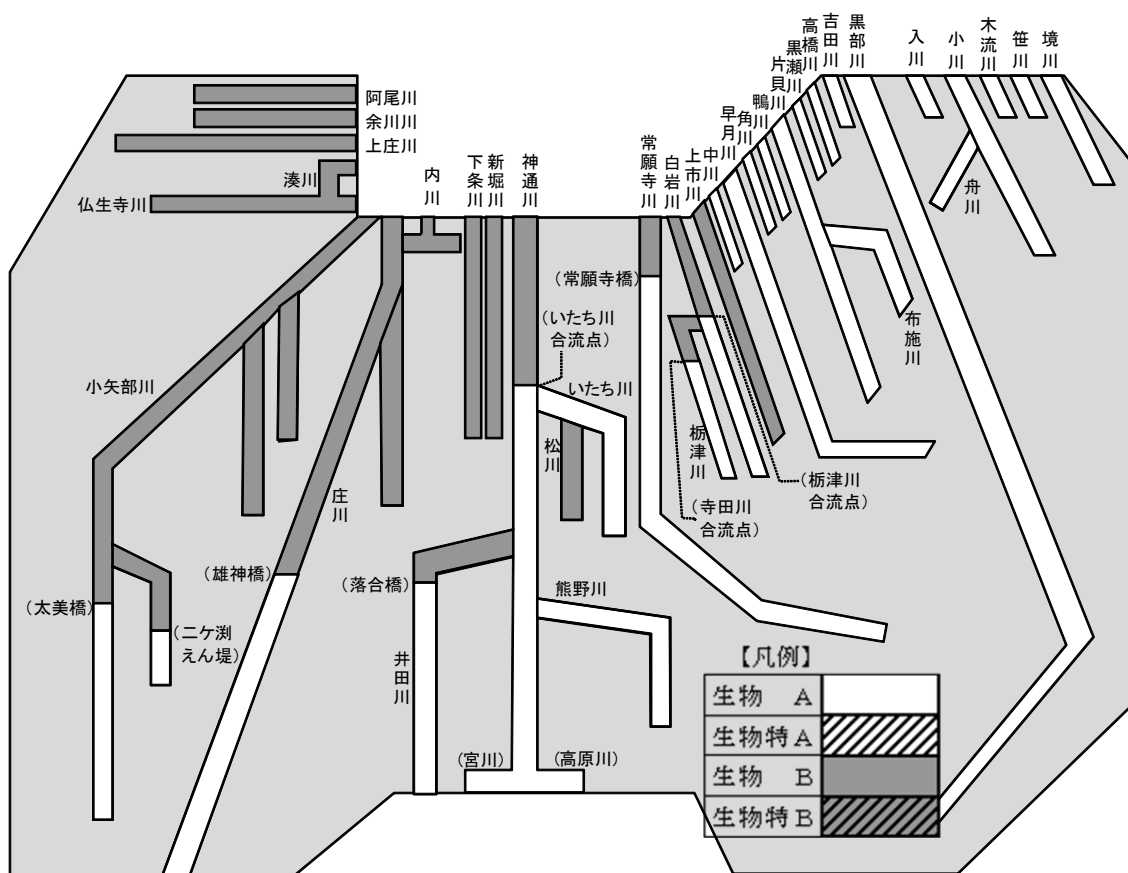 阿尾川
余川川
上庄川
湊川
仏生寺川
内川
下条川
新堀川
神通川
常願寺川
白岩川
上市川
中川
早月川
角川
鴨川
片貝川
黒瀬川
高橋川
吉田川
黒部川
入川
小川
木流川
笹川
境川
舟川
布施川
(常願寺橋)
(いたち川
合流点)
いたち川
松川
栃津川
(栃津川
合流点)
(寺田川
合流点)
小矢部川
庄川
(雄神橋)
(太美橋)
(二ケ渕
えん堤)
(落合橋)
井田川
熊野川
(宮川)
(高原川)
【凡例】
生物 A
生物特A
生物 B
生物特B